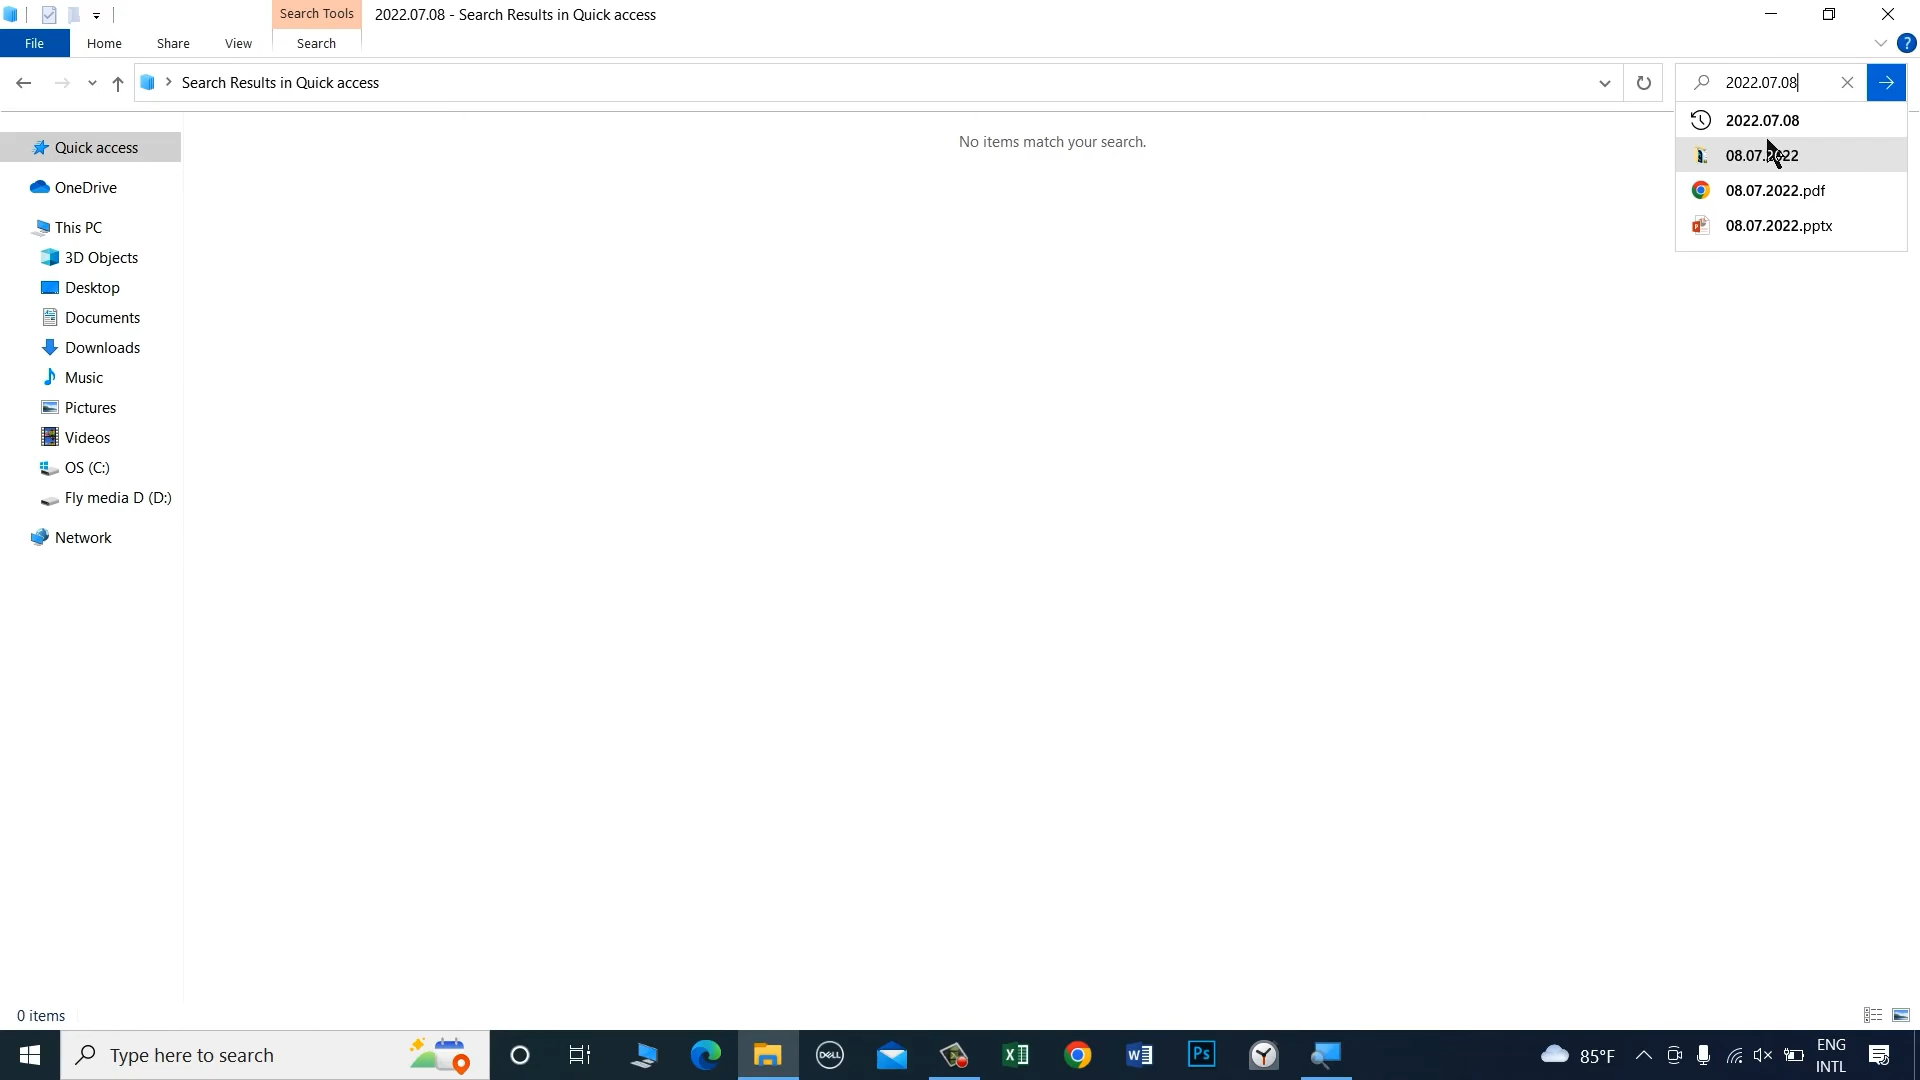 Search Tools
2022.07.08 - Search Results in Quick access
File
Home
Share
View
Search
?
Search Results in Quick access
2022.07.08
2022.07.08
08.07.2022
08.07.2022.pdf
08.07.2022.pptx
No items match your search.
Quick access
OneDrive
This PC
3D Objects
Desktop
Documents
Downloads
Music
Pictures
Videos
OS (C:)
Fly media D (D:)
Network
0 items
Type here to search
DELL
Ps
85°F
ENG
INTL